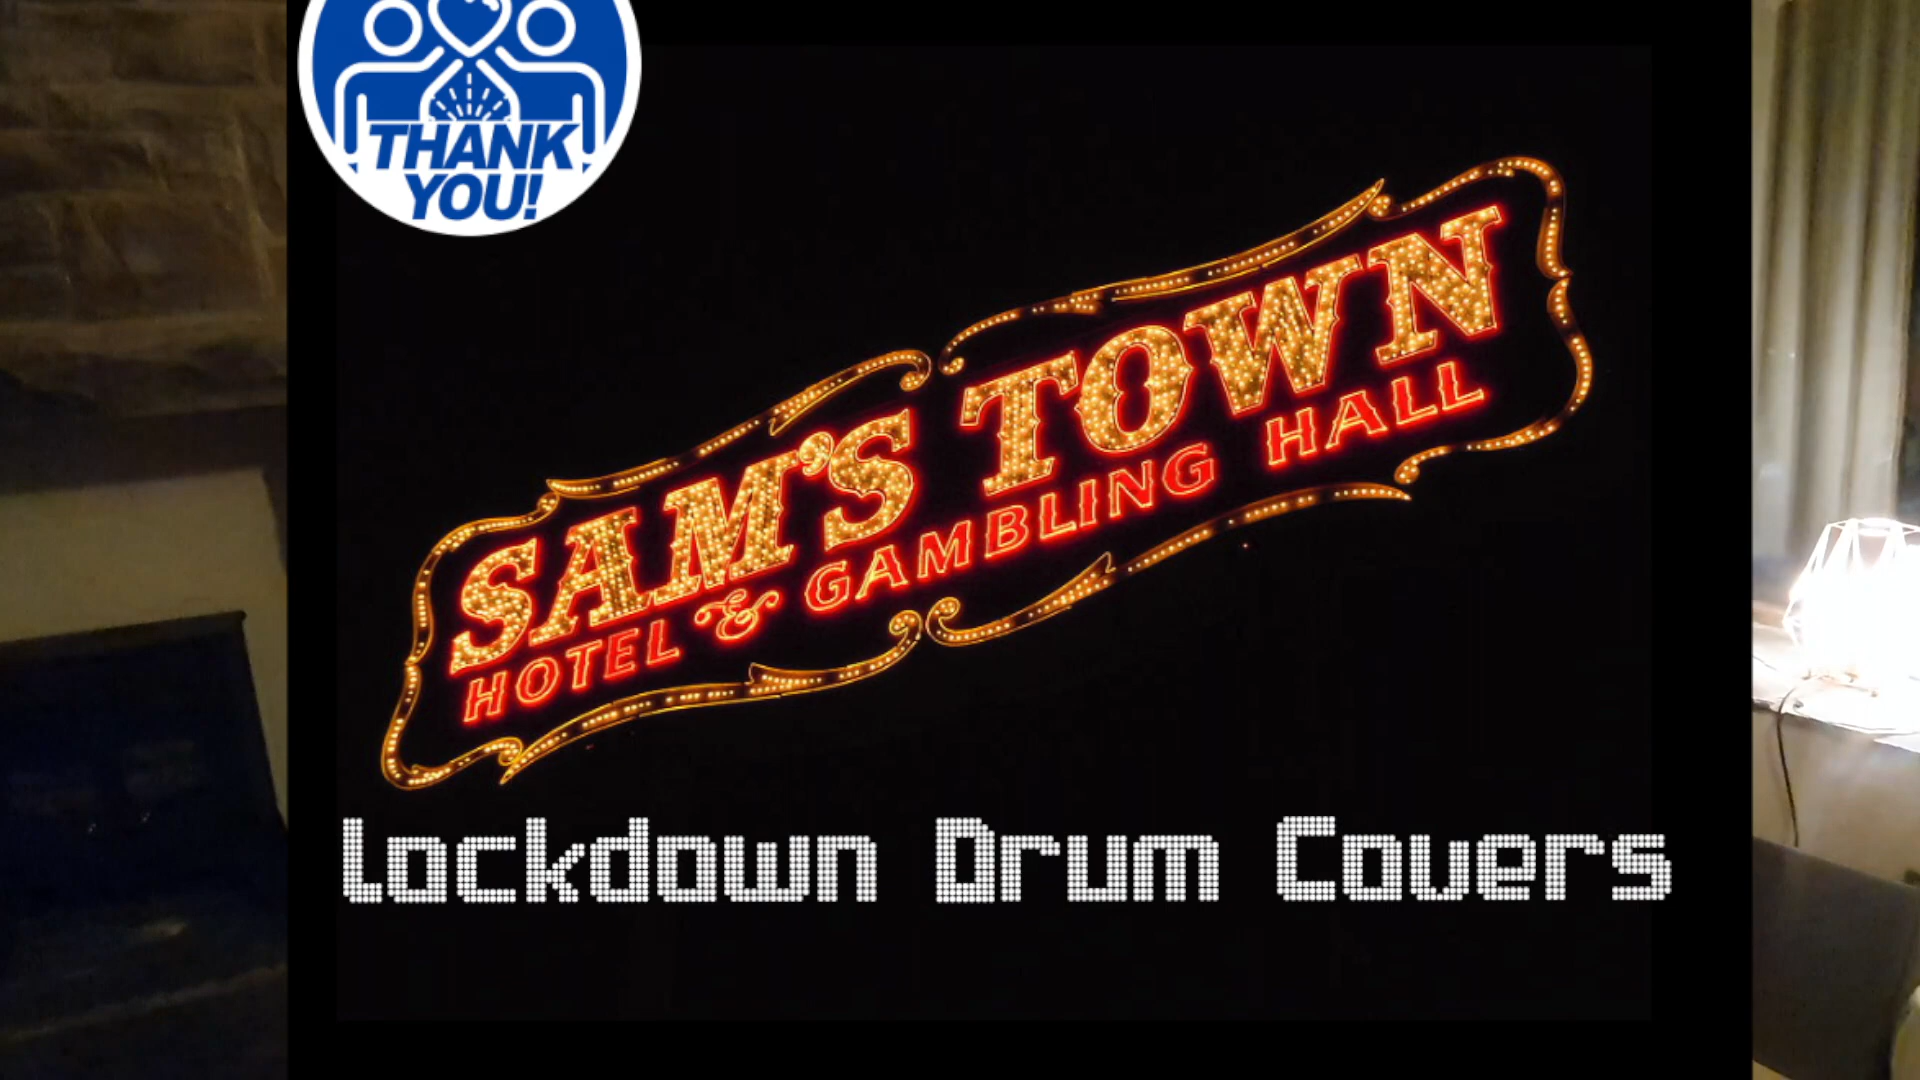 THANK
YOU!
SAM'S TOWN
HOTEL & GAMBLING HALL
Lockdown Drum Covers